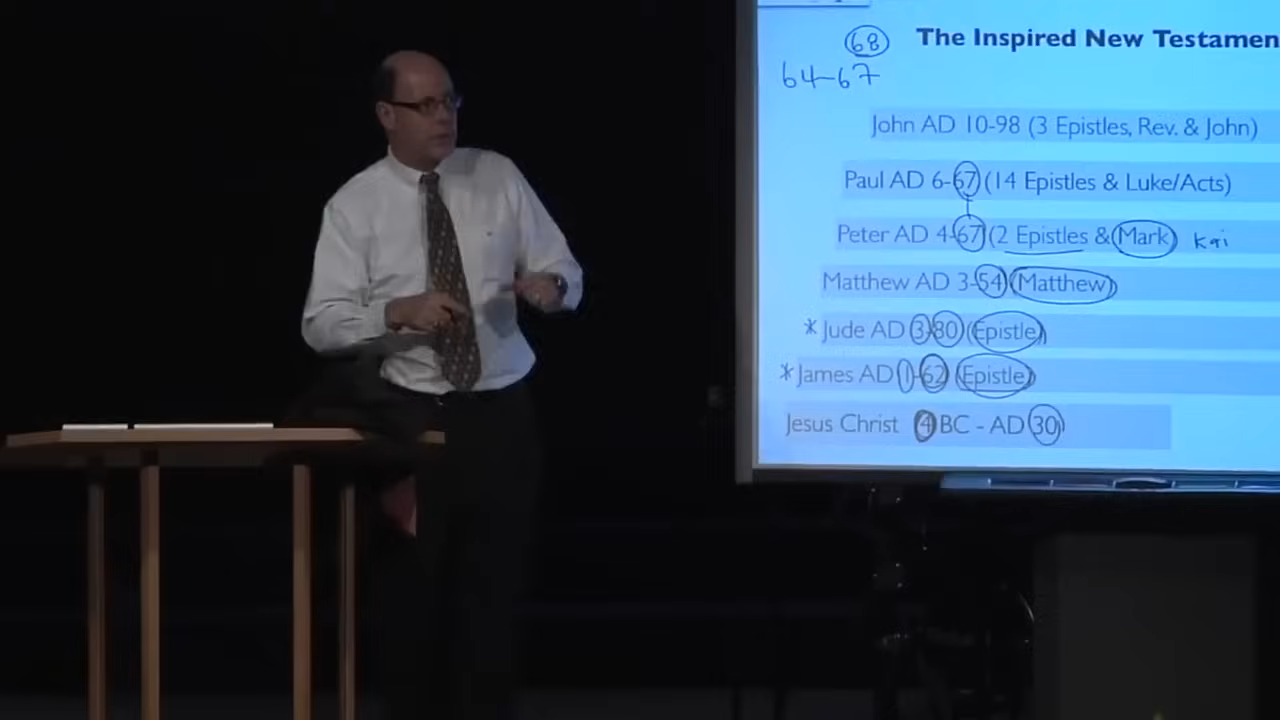 68
The Inspired New Testamen
64-67
John AD 10-98 (3 Epistles, Rev. & John)
Paul AD 6-67 (14 Epistles & Luke/Acts)
Peter AD 4-67 (2 Epistles & Mark) Kai
Matthew AD 3-54 (Matthew)
* Jude AD 3-80 (Epistle)
* James AD 1-62 (Epistle)
Jesus Christ 4 BC - AD 30